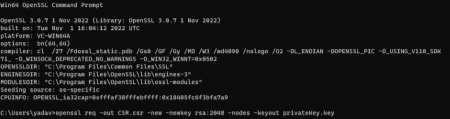 Win64 OpenSSL Command Prompt
OpenSSL 3.0.7 1 Nov 2022 (Library: OpenSSL 3.0.7 1 Nov 2022)
built on: Tue Nov 1 16:04:12 2022 UTC
platform: VC-WIN64A
options: bn(64,64)
compiler: cl /Z7 /Fdossl_static.pdb /Gs0 /GF /Gy /MD /W3 /wd4090 /nologo /O2 -DL_ENDIAN -DOPENSSL_PIC -D_USING_V110_SDK
71_ -D_WINSOCK_DEPRECATED_NO_WARNINGS -D_WIN32_WINNT=0x0502
OPENSSLDIR: "C:\Program Files\Common Files\SSL"
ENGINESDIR: "C:\Program Files\OpenSSL\lib\engines-3"
MODULESDIR: "C:\Program Files\OpenSSL\lib\ossl-modules"
Seeding source: os-specific
CPUINFO: OPENSSL_ia32cap=
C:\Users\yadav>openssl req -out CSR.csr -new -newkey rsa:2048 -nodes -keyout privateKey.key